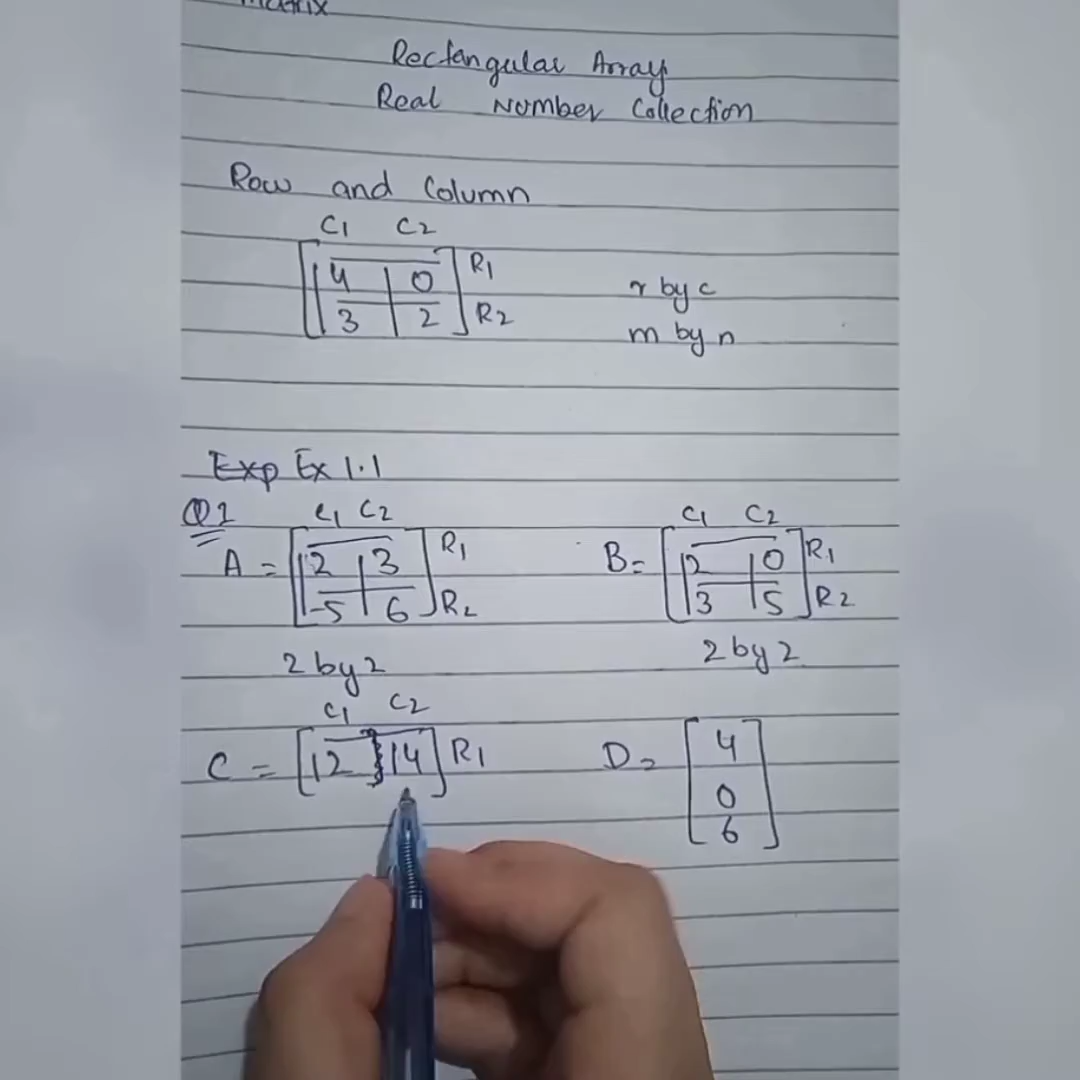 Matrix
Rectangular Array
Real Number Collection
Row and Column
C1 C2
4 0 R1
3 2 R2
r by c
m by n
Exp Ex 1.1
Q1
C1 C2
A = [2 3 R1
-5 6] R2
2 by 2
C1 C2
B = [2 0 R1
3 5] R2
2 by 2
C1 C2
C = [12 14] R1
D = [4
0
6]